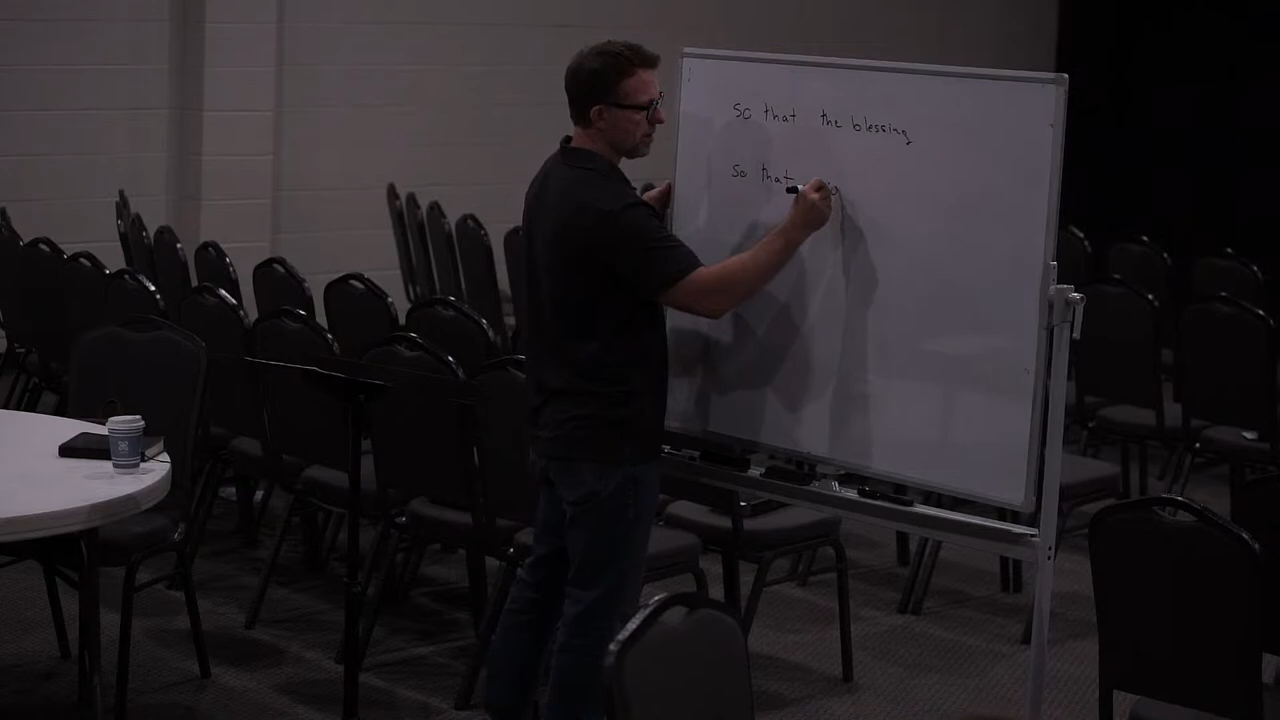 so that the blessing
so that